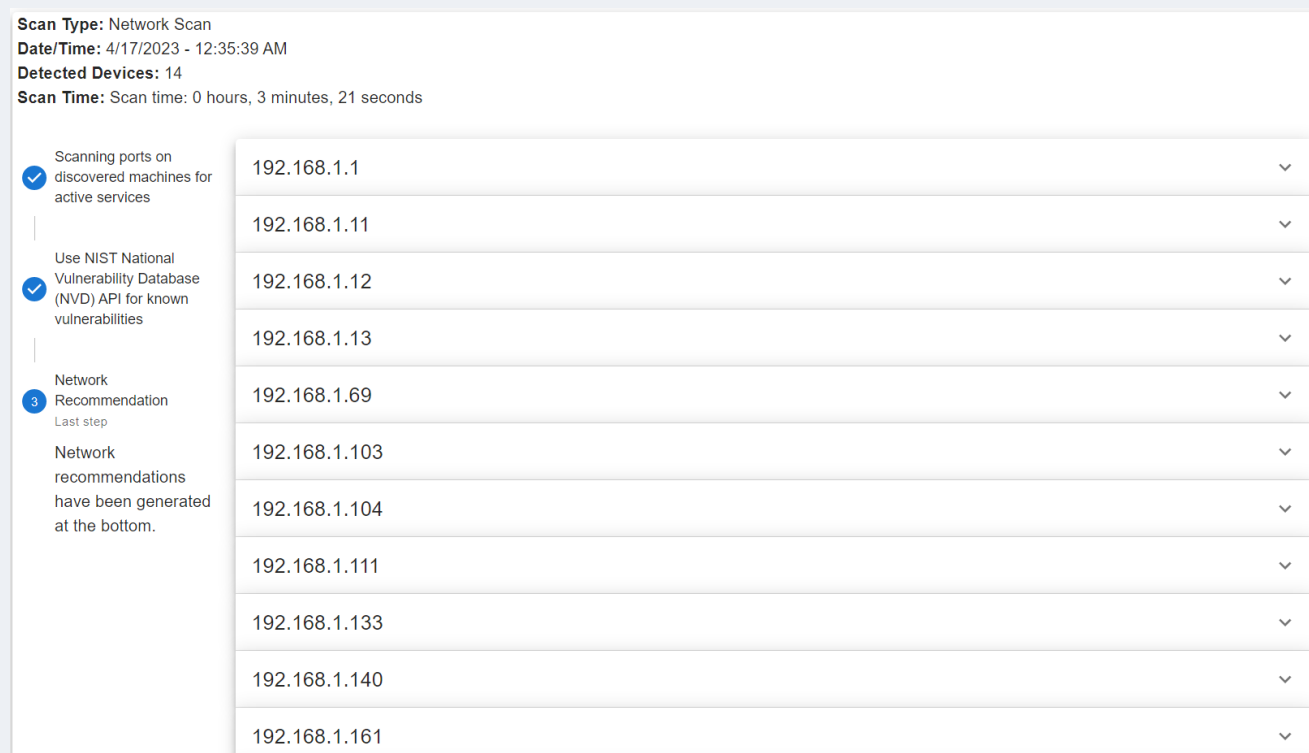 Scan Type: Network Scan
Date/Time: 4/17/2023 - 12:35:39 AM
Detected Devices: 14
Scan Time: Scan time: 0 hours, 3 minutes, 21 seconds
Scanning ports on
discovered machines for
active services
Use NIST National
Vulnerability Database
(NVD) API for known
vulnerabilities
3
Network
Recommendation
Last step
Network
recommendations
have been generated
at the bottom.
192.168.1.1
192.168.1.11
192.168.1.12
192.168.1.13
192.168.1.69
192.168.1.103
192.168.1.104
192.168.1.111
192.168.1.133
192.168.1.140
192.168.1.161